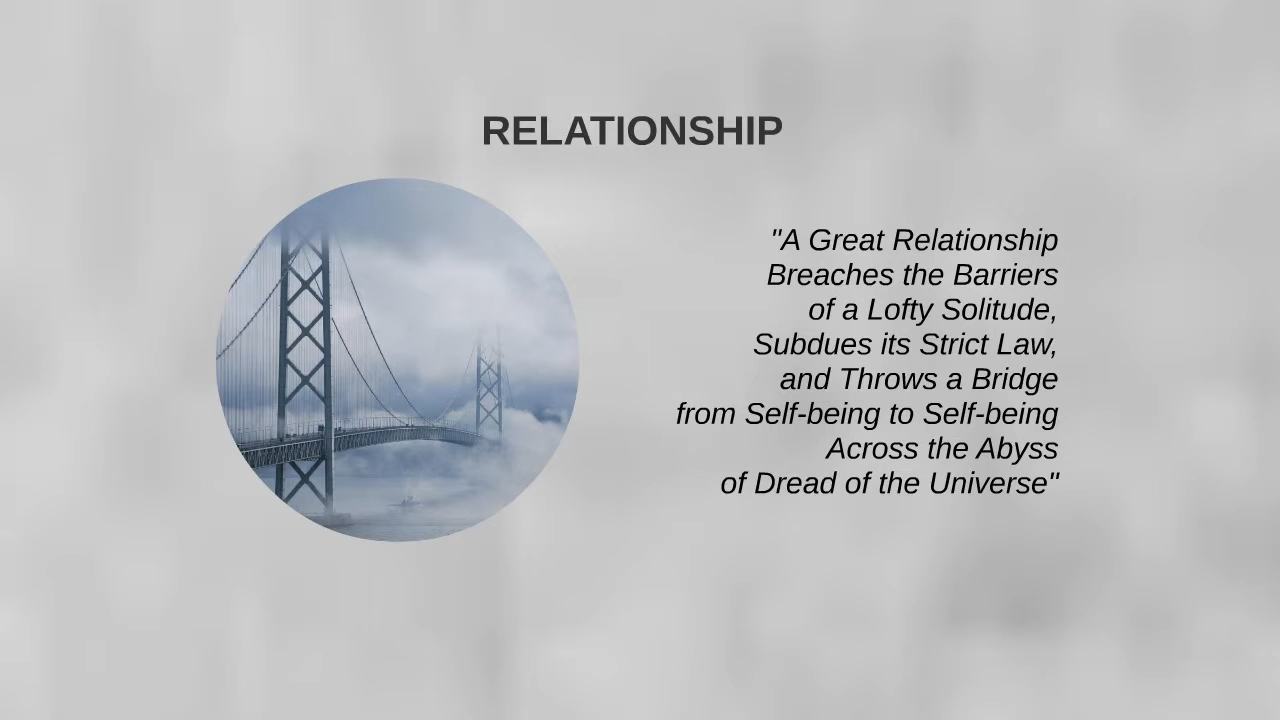 RELATIONSHIP
"A Great Relationship
Breaches the Barriers
of a Lofty Solitude,
Subdues its Strict Law,
and Throws a Bridge
from Self-being to Self-being
Across the Abyss
of Dread of the Universe"